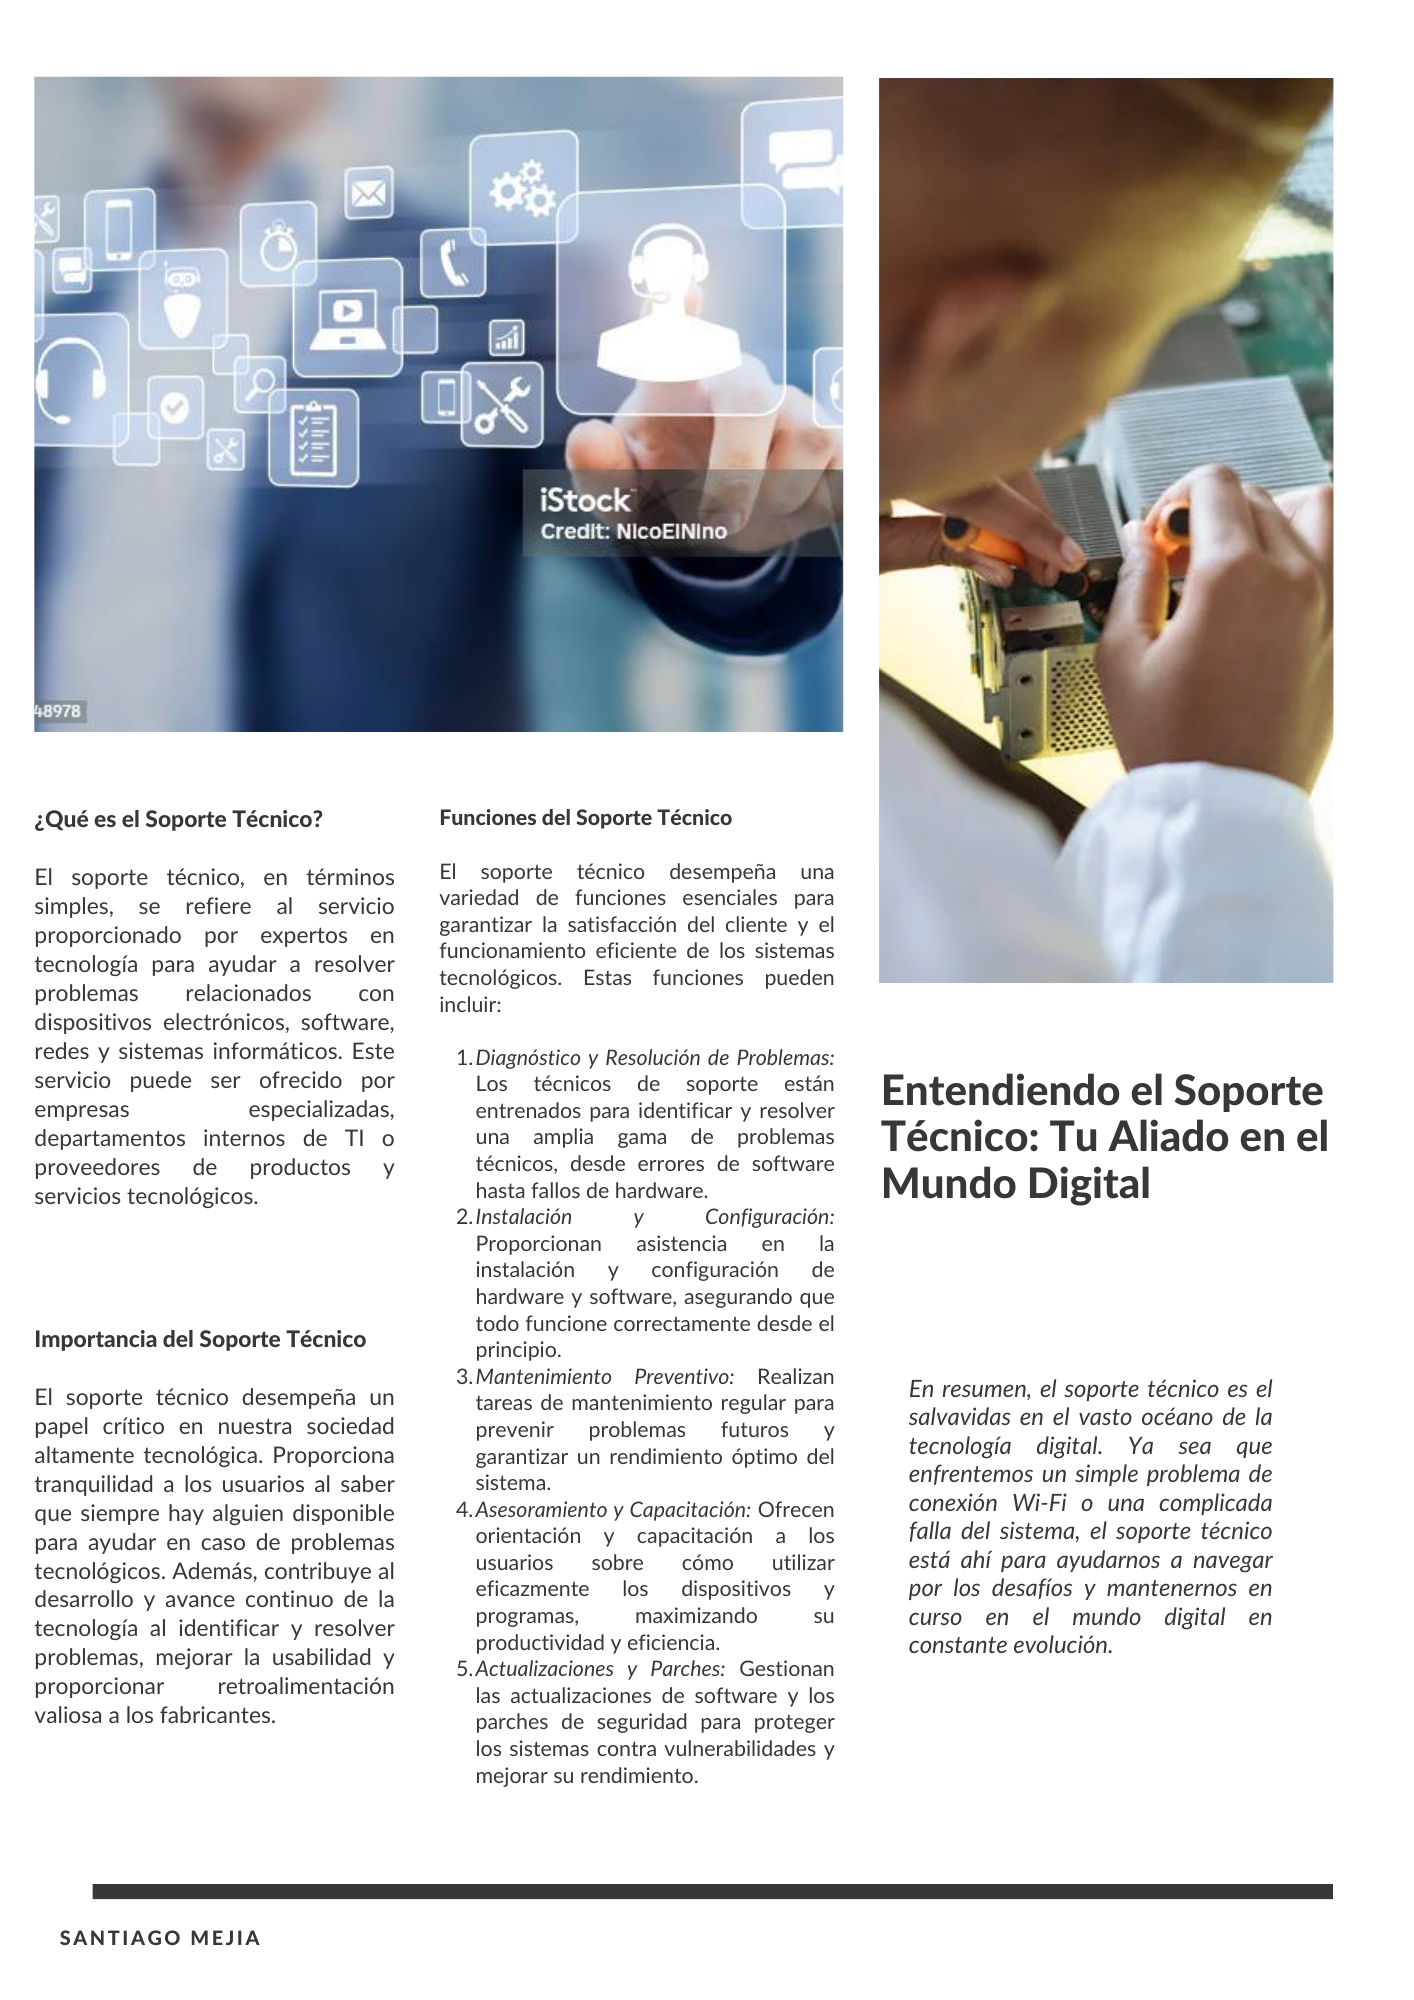 iStock
Credit: NicoElNino
48978
¿Qué es el Soporte Técnico?
El soporte técnico, en términos
simples, se refiere al servicio
proporcionado por expertos en
tecnología para ayudar a resolver
problemas relacionados con
dispositivos electrónicos, software,
redes y sistemas informáticos. Este
servicio puede ser ofrecido por
empresas especializadas,
departamentos internos de TI o
proveedores de productos y
servicios tecnológicos.
Importancia del Soporte Técnico
El soporte técnico desempeña un
papel crítico en nuestra sociedad
altamente tecnológica. Proporciona
tranquilidad a los usuarios al saber
que siempre hay alguien disponible
para ayudar en caso de problemas
tecnológicos. Además, contribuye al
desarrollo y avance continuo de la
tecnología al identificar y resolver
problemas, mejorar la usabilidad y
proporcionar retroalimentación
valiosa a los fabricantes.
Funciones del Soporte Técnico
El soporte técnico desempeña una
variedad de funciones esenciales para
garantizar la satisfacción del cliente y el
funcionamiento eficiente de los sistemas
tecnológicos. Estas funciones pueden
incluir:
1. Diagnóstico y Resolución de Problemas:
Los técnicos de soporte están
entrenados para identificar y resolver
una amplia gama de problemas
técnicos, desde errores de software
hasta fallos de hardware.
2. Instalación y Configuración:
Proporcionan asistencia en la
instalación y configuración de
hardware y software, asegurando que
todo funcione correctamente desde el
principio.
3. Mantenimiento Preventivo: Realizan
tareas de mantenimiento regular para
prevenir problemas futuros y
garantizar un rendimiento óptimo del
sistema.
4. Asesoramiento y Capacitación: Ofrecen
orientación y capacitación a los
usuarios sobre cómo utilizar
eficazmente los dispositivos y
programas, maximizando su
productividad y eficiencia.
5. Actualizaciones y Parches: Gestionan
las actualizaciones de software y los
parches de seguridad para proteger
los sistemas contra vulnerabilidades y
mejorar su rendimiento.
Entendiendo el Soporte
Técnico: Tu Aliado en el
Mundo Digital
En resumen, el soporte técnico es el
salvavidas en el vasto océano de la
tecnología digital. Ya sea que
enfrentemos un simple problema de
conexión Wi-Fi o una complicada
falla del sistema, el soporte técnico
está ahí para ayudarnos a navegar
por los desafíos y mantenernos en
curso en el mundo digital en
constante evolución.
SANTIAGO MEJIA